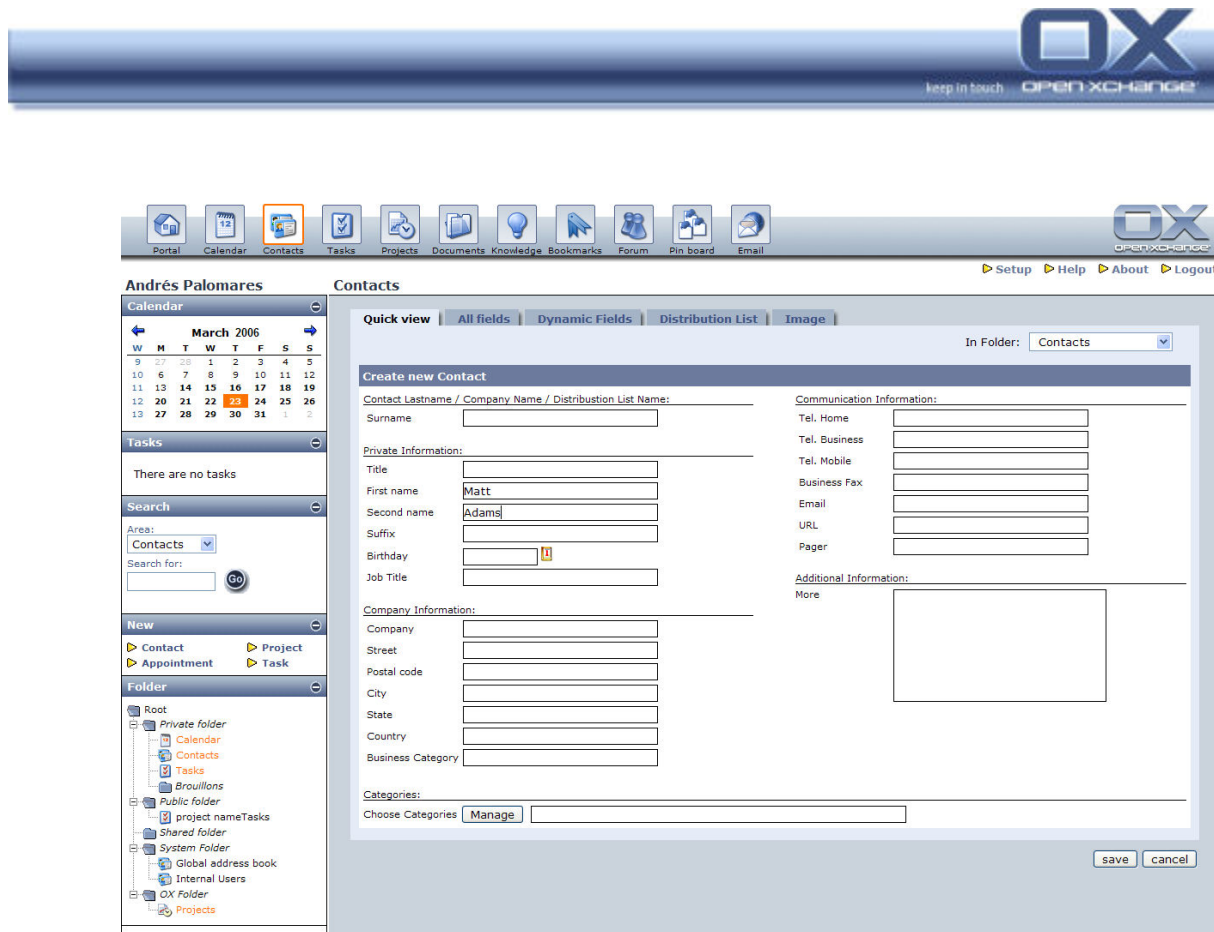 OX
keep in touch OPEN-XCHANGE
Portal Calendar Contacts Tasks Projects Documents Knowledge Bookmarks Forum Pin board Email
OX
OPEN-XCHANGE
Setup Help About Logout
Andrés Palomares
Contacts
Calendar
March 2006
W M T W T F S S
9 27 28 1 2 3 4 5
10 6 7 8 9 10 11 12
11 13 14 15 16 17 18 19
12 20 21 22 23 24 25 26
13 27 28 29 30 31 1 2
Tasks
There are no tasks
Search
Area:
Contacts
Search for:
Go
New
Contact Project
Appointment Task
Folder
Root
Private folder
Calendar
Contacts
Tasks
Brouillons
Public folder
project nameTasks
Shared folder
System Folder
Global address book
Internal Users
OX Folder
Projects
Quick view All fields Dynamic Fields Distribution List Image
In Folder: Contacts
Create new Contact
Contact Lastname / Company Name / Distribustion List Name:
Surname
Private Information:
Title
First name Matt
Second name Adams
Suffix
Birthday
Job Title
Company Information:
Company
Street
Postal code
City
State
Country
Business Category
Communication Information:
Tel. Home
Tel. Business
Tel. Mobile
Business Fax
Email
URL
Pager
Additional Information:
More
Categories:
Choose Categories Manage
save cancel